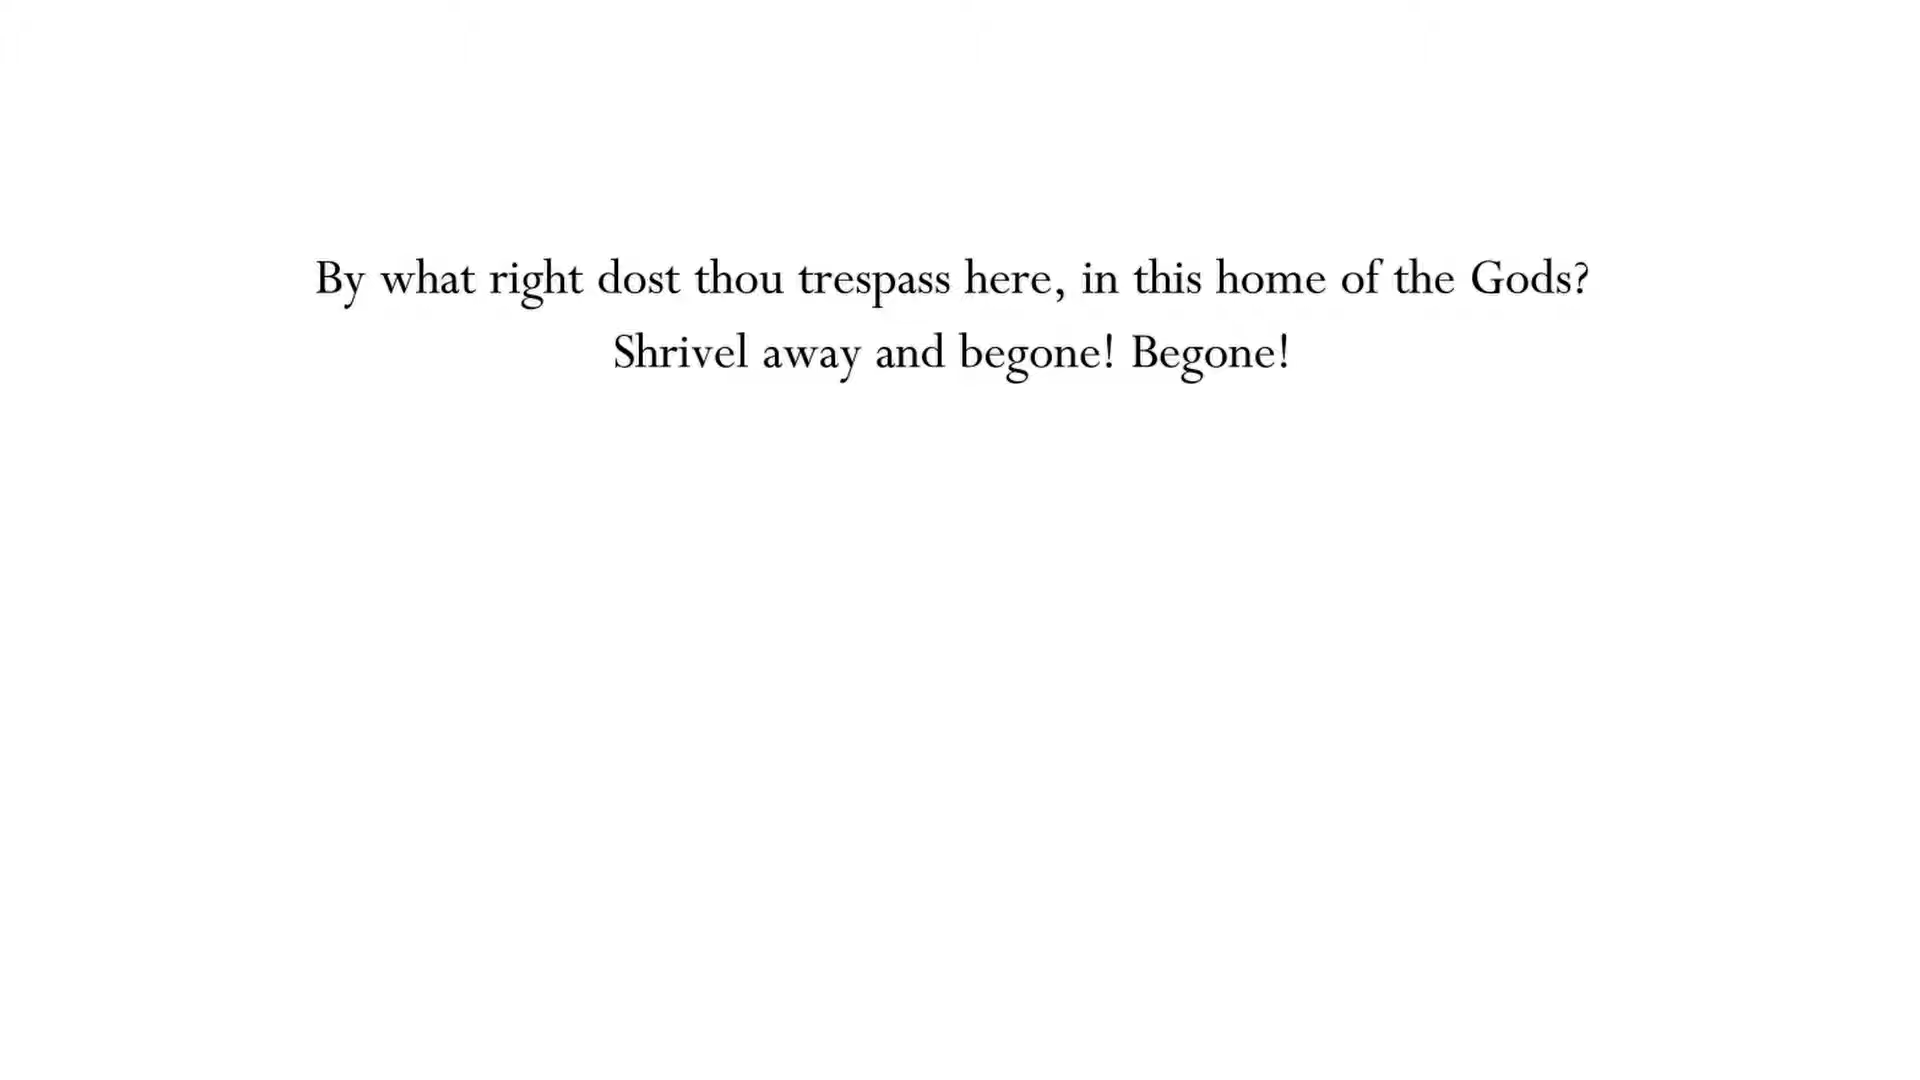 By what right dost thou trespass here, in this home of the Gods?
Shrivel away and begone! Begone!